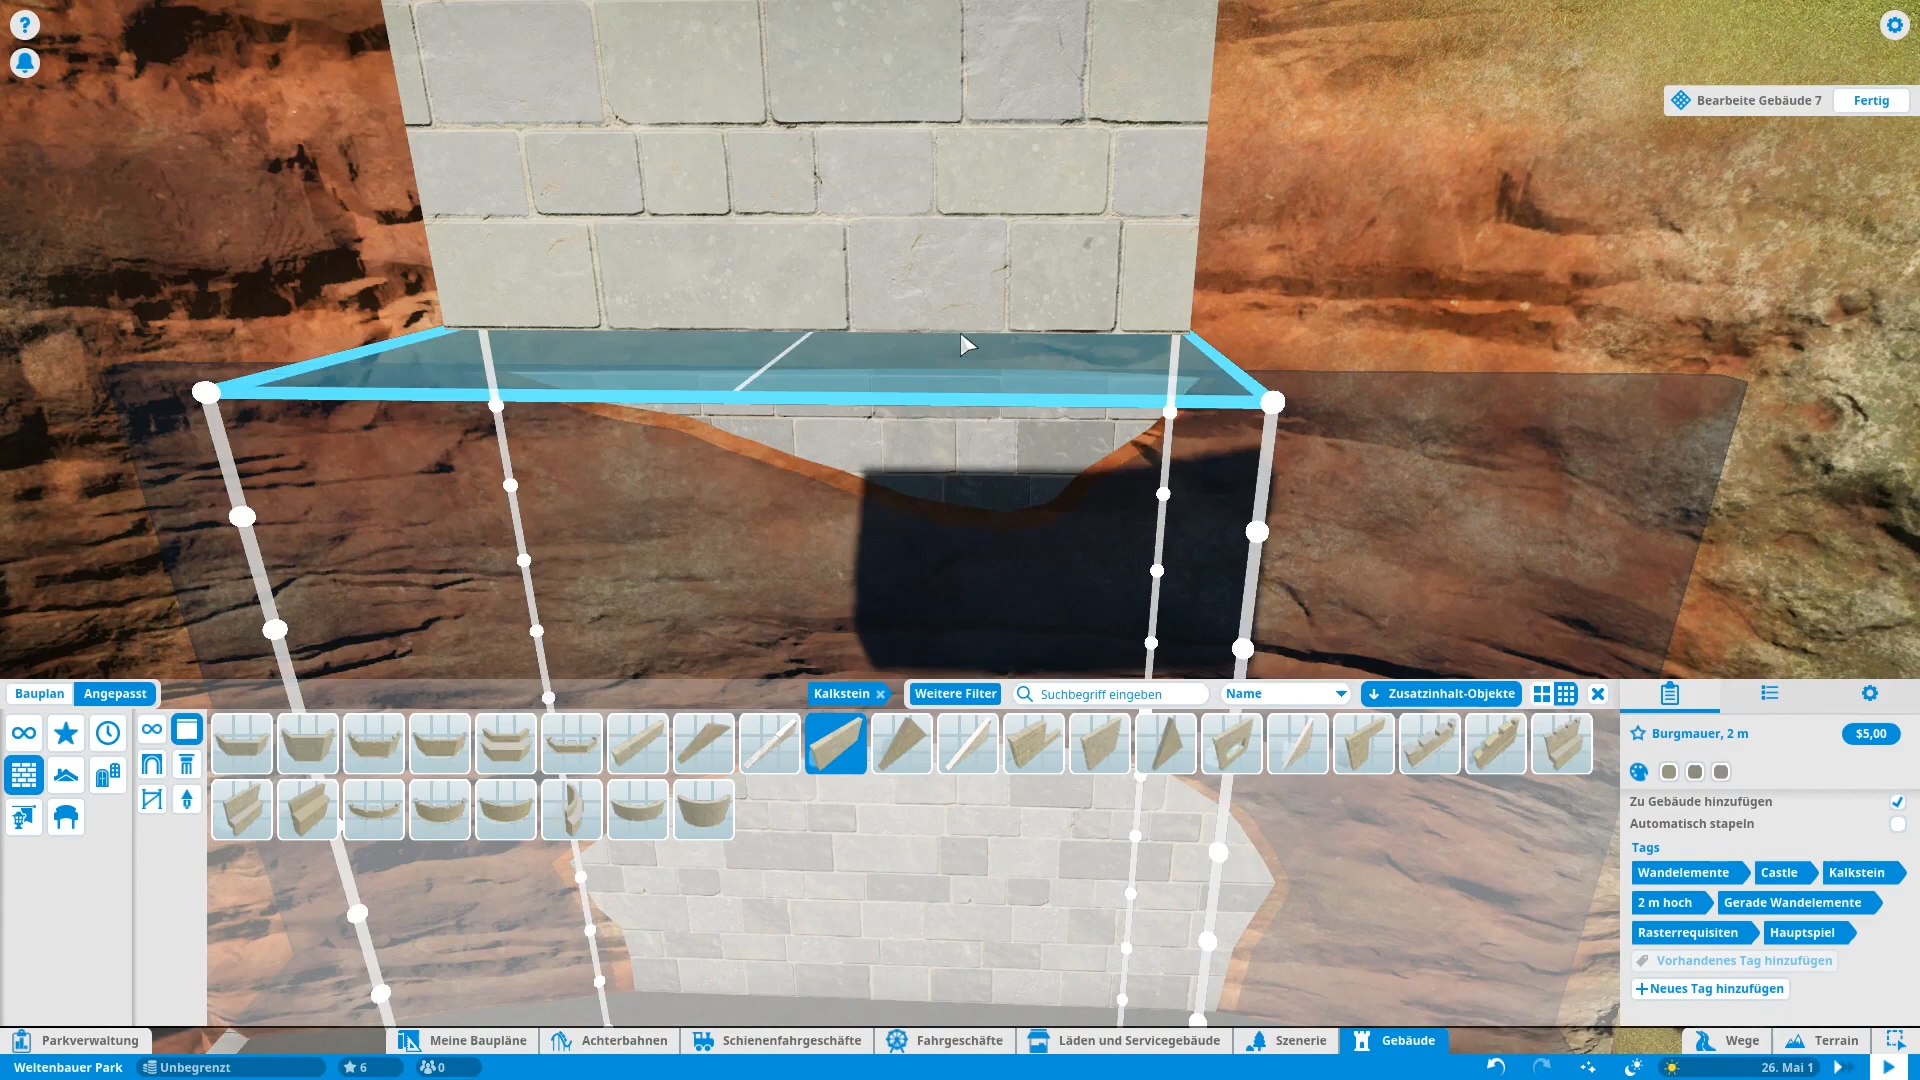 ?
Bearbeite Gebäude 7 Fertig
Bauplan Angepasst Kalkstein × Weitere Filter Suchbegriff eingeben Name Zusatzinhalt-Objekte
Burgmauer, 2 m $5,00
Zu Gebäude hinzufügen
Automatisch stapeln
Tags
Wandelemente Castle Kalkstein
2 m hoch Gerade Wandelemente
Rasterrequisiten Hauptspiel
Vorhandenes Tag hinzufügen
+Neues Tag hinzufügen
Parkverwaltung Meine Baupläne Achterbahnen Schienenfahrgeschäfte Fahrgeschäfte Läden und Servicegebäude Szenerie Gebäude Wege Terrain
Weltenbauer Park Unbegrenzt 6 0 26. Mai 1